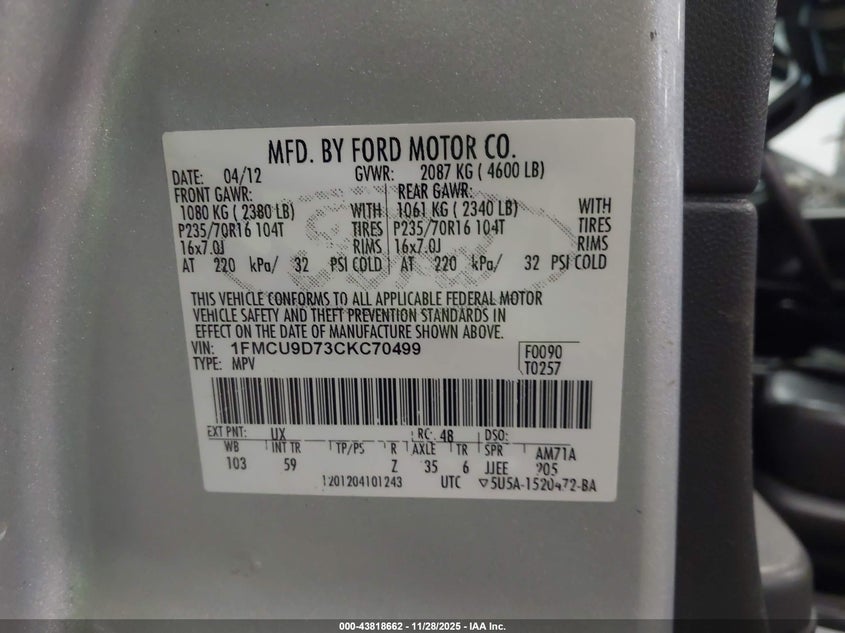 MFD. BY FORD MOTOR CO.
DATE: 04/12 GVWR: 2087 KG ( 4600 LB)
FRONT GAWR: REAR GAWR:
1080 KG ( 2380 LB) WITH 1061 KG ( 2340 LB) WITH
P235/70R16 104T TIRES P235/70R16 104T TIRES
16x7.0J RIMS 16x7.0J RIMS
AT 220 kPa/ 32 PSI COLD AT 220 kPa/ 32 PSI COLD
THIS VEHICLE CONFORMS TO ALL APPLICABLE FEDERAL MOTOR
VEHICLE SAFETY AND THEFT PREVENTION STANDARDS IN
EFFECT ON THE DATE OF MANUFACTURE SHOWN ABOVE.
VIN: 1FMCU9D73CKC70499 F0090
TYPE: MPV T0257
EXT PNT: UX RC: 48 DSO:
WB INT TR TP/PS R AXLE TR SPR AM71A
103 59 Z 35 6 JJEE 205
1201204101243 UTC ▽5U5A-1520472-BA
000-43818662 | 11/28/2025 - IAA Inc.